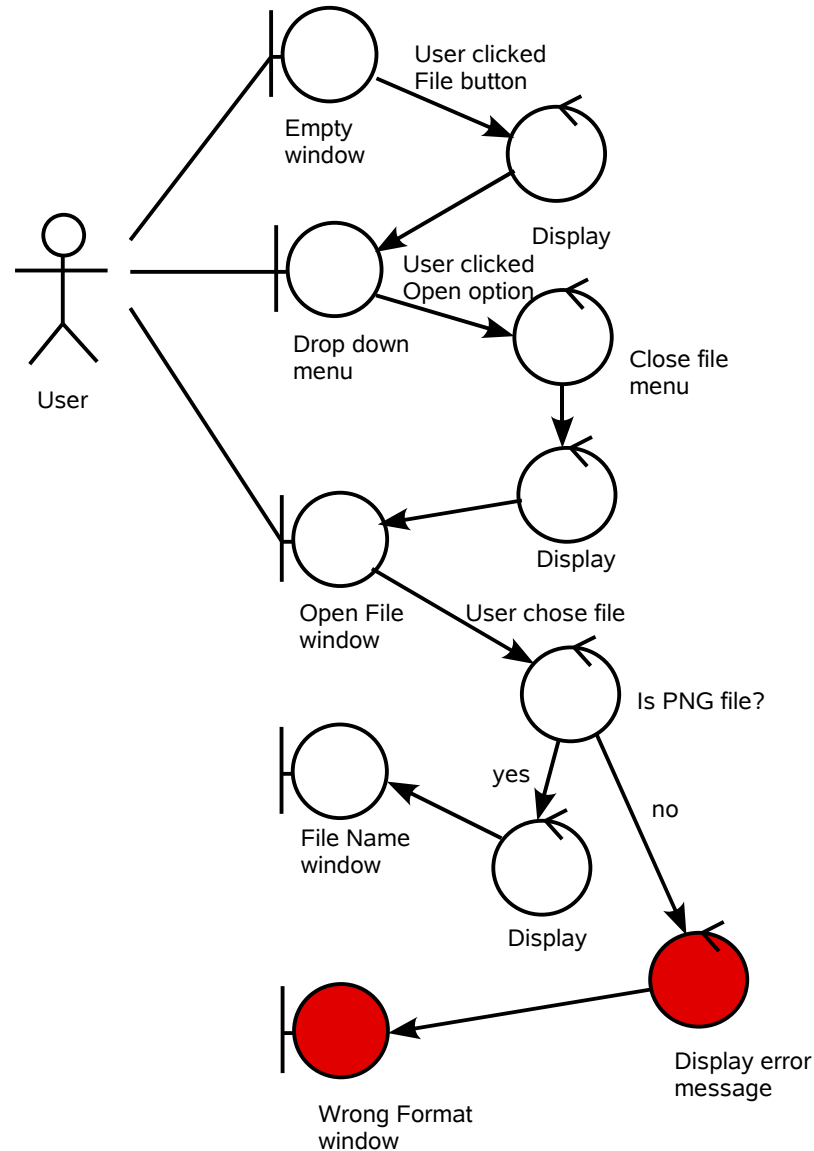 User clicked
File button
Empty
window
Display
User clicked
Open option
Drop down
menu
Close file
menu
User
Display
Open File
window
User chose file
Is PNG file?
yes
no
File Name
window
Display
Display error
message
Wrong Format
window